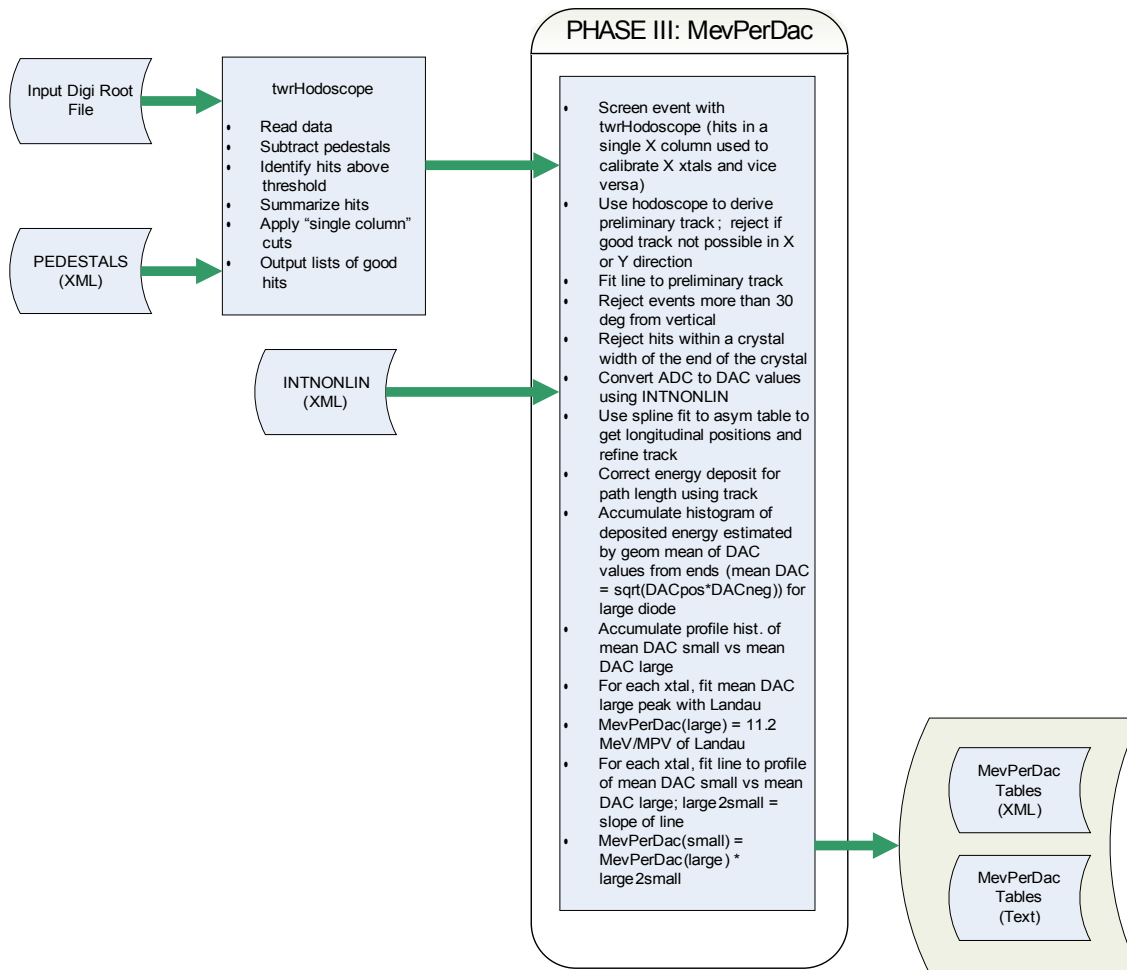 PHASE III: MevPerDac
Input Digi Root
File
twrHodoscope
• Read data
• Subtract pedestals
• Identify hits above
threshold
• Summarize hits
• Apply “single column”
cuts
• Output lists of good
hits
PEDESTALS
(XML)
INTNONLIN
(XML)
• Screen event with
twrHodoscope (hits in a
single X column used to
calibrate X xtals and vice
versa)
• Use hodoscope to derive
preliminary track; reject if
good track not possible in X
or Y direction
• Fit line to preliminary track
• Reject events more than 30
deg from vertical
• Reject hits within a crystal
width of the end of the crystal
• Convert ADC to DAC values
using INTNONLIN
• Use spline fit to asym table to
get longitudinal positions and
refine track
• Correct energy deposit for
path length using track
• Accumulate histogram of
deposited energy estimated
by geom mean of DAC
values from ends (mean DAC
= sqrt(DACpos*DACneg)) for
large diode
• Accumulate profile hist. of
mean DAC small vs mean
DAC large
• For each xtal, fit mean DAC
large peak with Landau
• MevPerDac(large) = 11.2
MeV/MPV of Landau
• For each xtal, fit line to profile
of mean DAC small vs mean
DAC large; large2small =
slope of line
• MevPerDac(small) =
MevPerDac(large) *
large2small
MevPerDac
Tables
(XML)
MevPerDac
Tables
(Text)